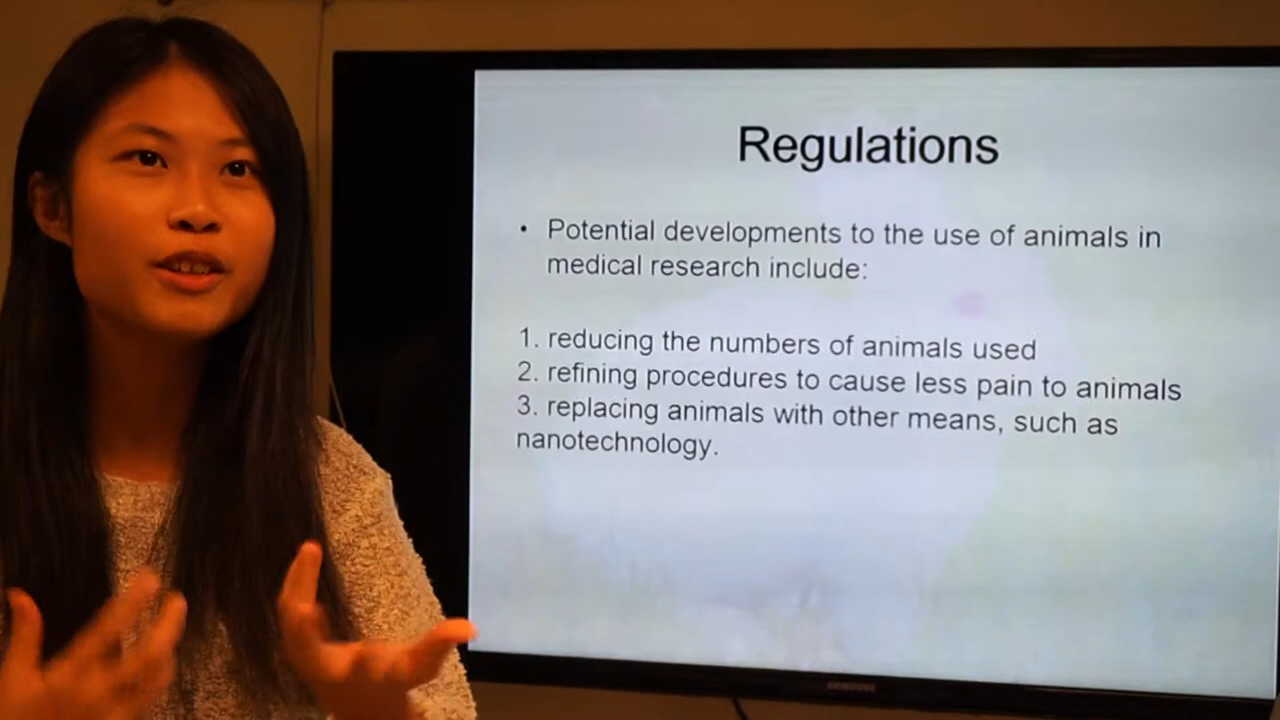 Regulations
• Potential developments to the use of animals in
medical research include:
1. reducing the numbers of animals used
2. refining procedures to cause less pain to animals
3. replacing animals with other means, such as
nanotechnology.
SAMSUNG